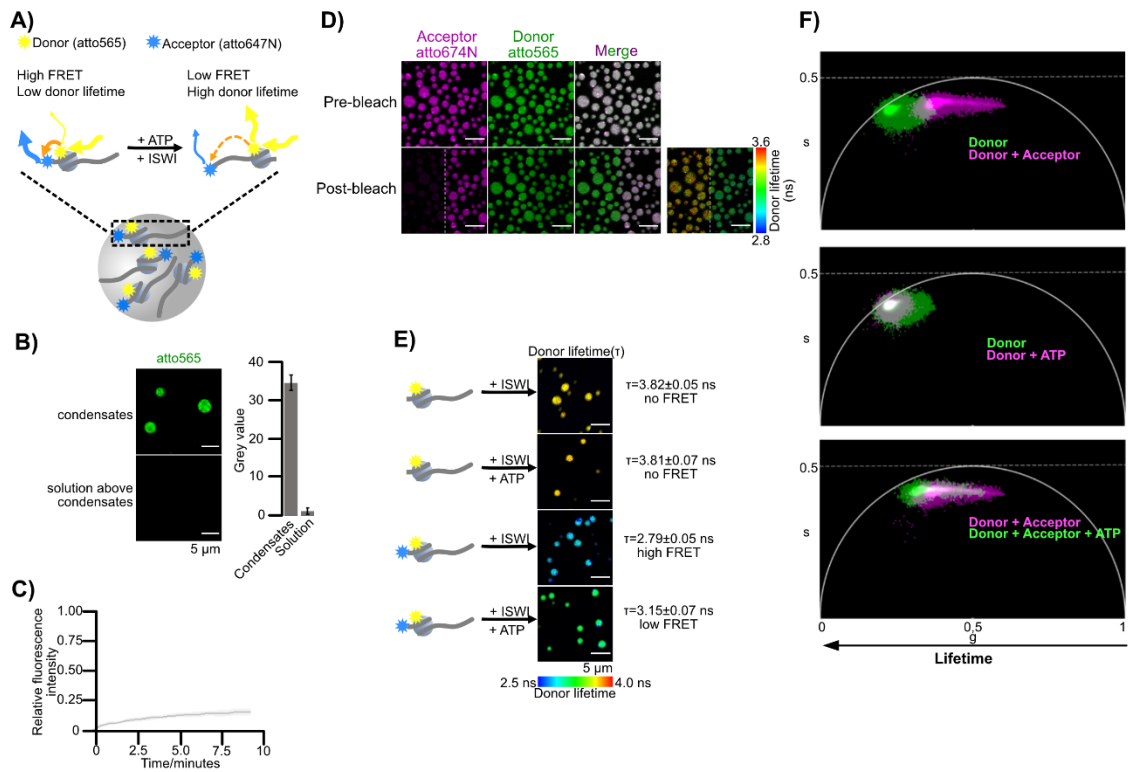 A)
Donor (atto565)
Acceptor (atto647N)
High FRET
Low donor lifetime
Low FRET
High donor lifetime
+ ATP
+ ISWI
B)
atto565
condensates
solution above
condensates
5 µm
40
30
20
10
0
Grey value
Condensates
Solution
C)
1.00
0.75
0.50
0.25
0
Relative fluorescence
intensity
0
2.5
5.0
7.5
10
Time/minutes
D)
Acceptor
atto674N
Donor
atto565
Merge
Pre-bleach
Post-bleach
3.6
2.8
Donor lifetime
(ns)
E)
Donor lifetime(τ)
+ ISWI
τ=3.82±0.05 ns
no FRET
+ ISWI
+ ATP
τ=3.81±0.07 ns
no FRET
+ ISWI
τ=2.79±0.05 ns
high FRET
+ ISWI
+ ATP
τ=3.15±0.07 ns
low FRET
5 µm
2.5 ns
4.0 ns
Donor lifetime
F)
0.5
s
Donor
Donor + Acceptor
0.5
s
Donor
Donor + ATP
0.5
s
Donor + Acceptor
Donor + Acceptor + ATP
0
0.5
1
g
Lifetime